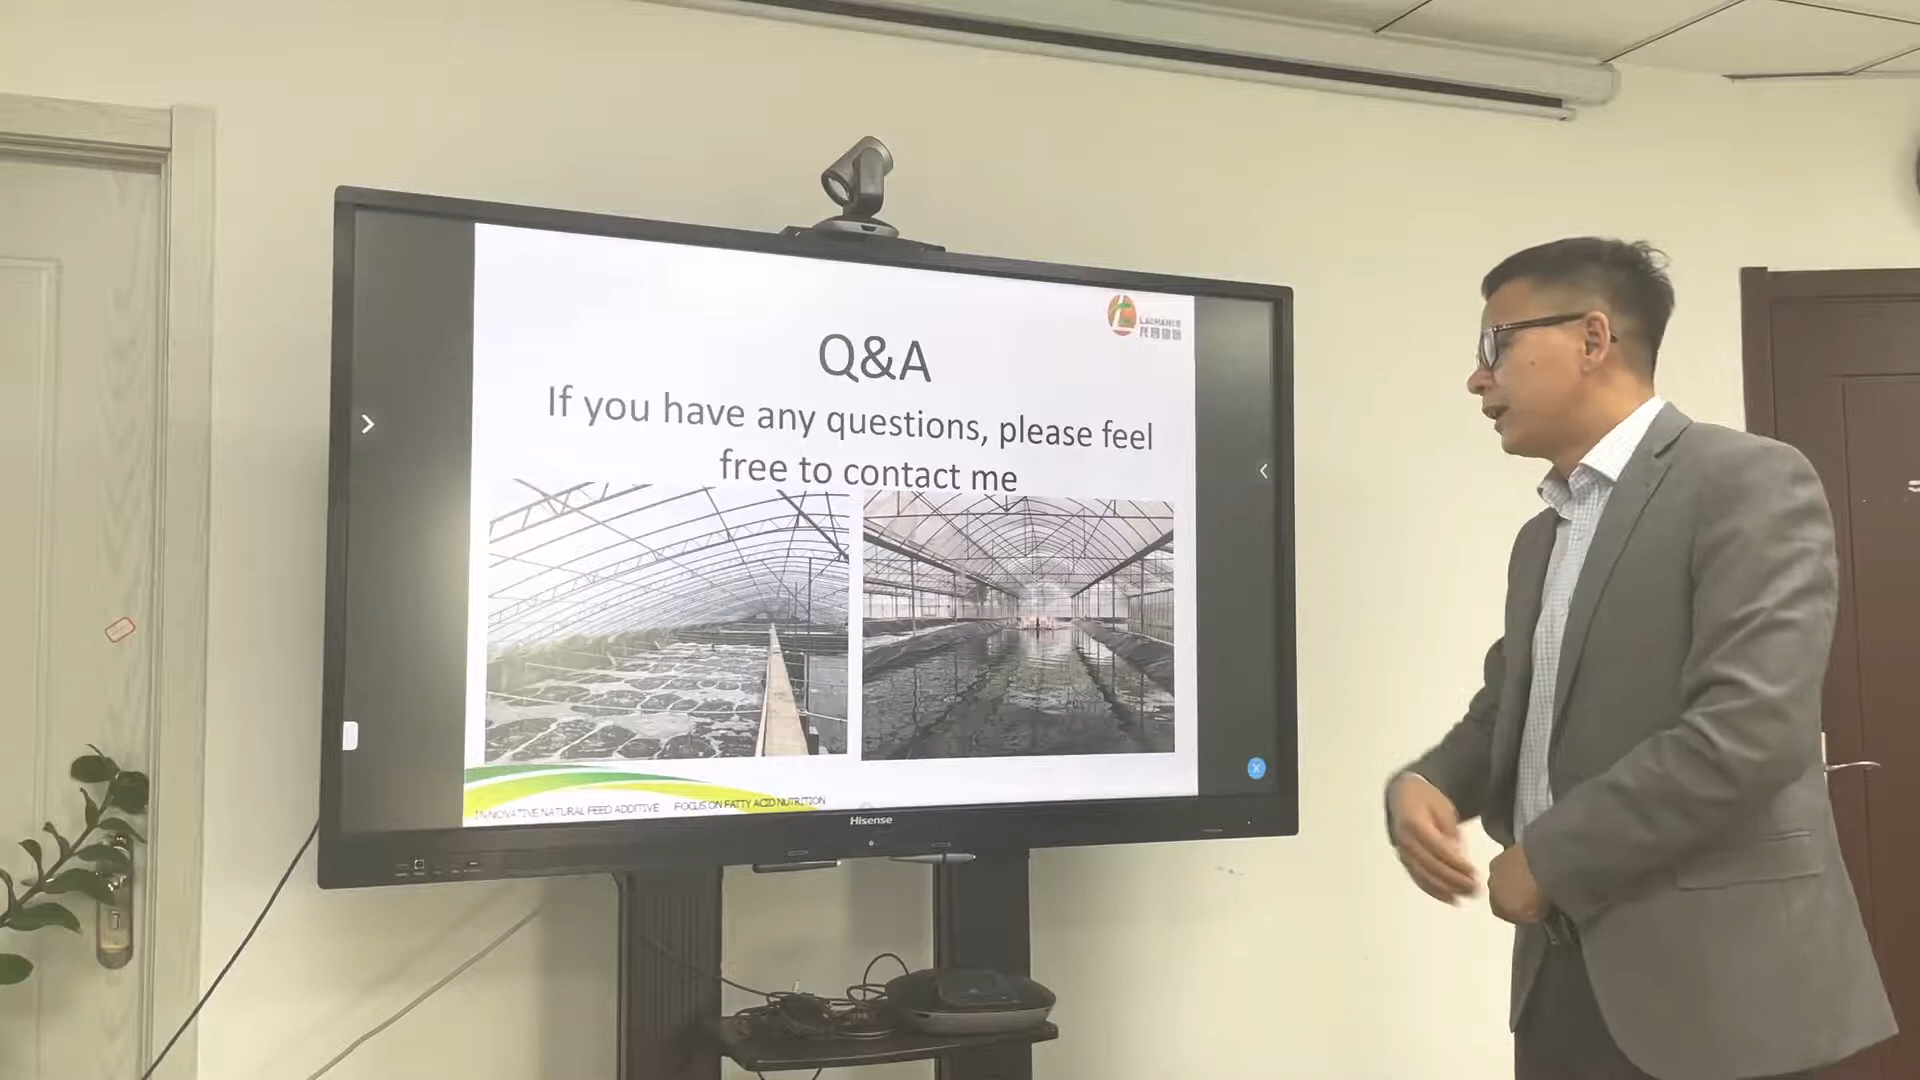 LACHANCE
Q&A
If you have any questions, please feel
free to contact me
INNOVATIVE NATURAL FEED ADDITIVE FOCUS ON FATTY ACID NUTRITION
Hisense